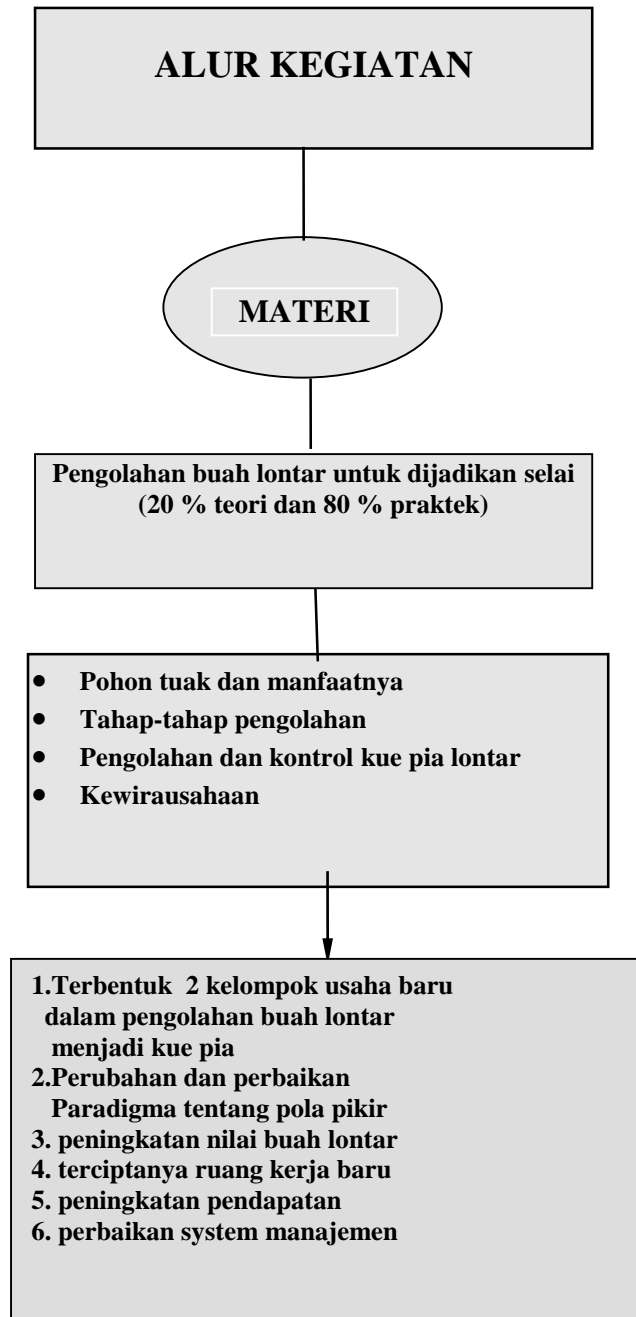 ALUR KEGIATAN
MATERI
Pengolahan buah lontar untuk dijadikan selai
(20 % teori dan 80 % praktek)
• Pohon tuak dan manfaatnya
• Tahap-tahap pengolahan
• Pengolahan dan kontrol kue pia lontar
• Kewirausahaan
1.Terbentuk 2 kelompok usaha baru
dalam pengolahan buah lontar
menjadi kue pia
2.Perubahan dan perbaikan
Paradigma tentang pola pikir
3. peningkatan nilai buah lontar
4. terciptanya ruang kerja baru
5. peningkatan pendapatan
6. perbaikan system manajemen